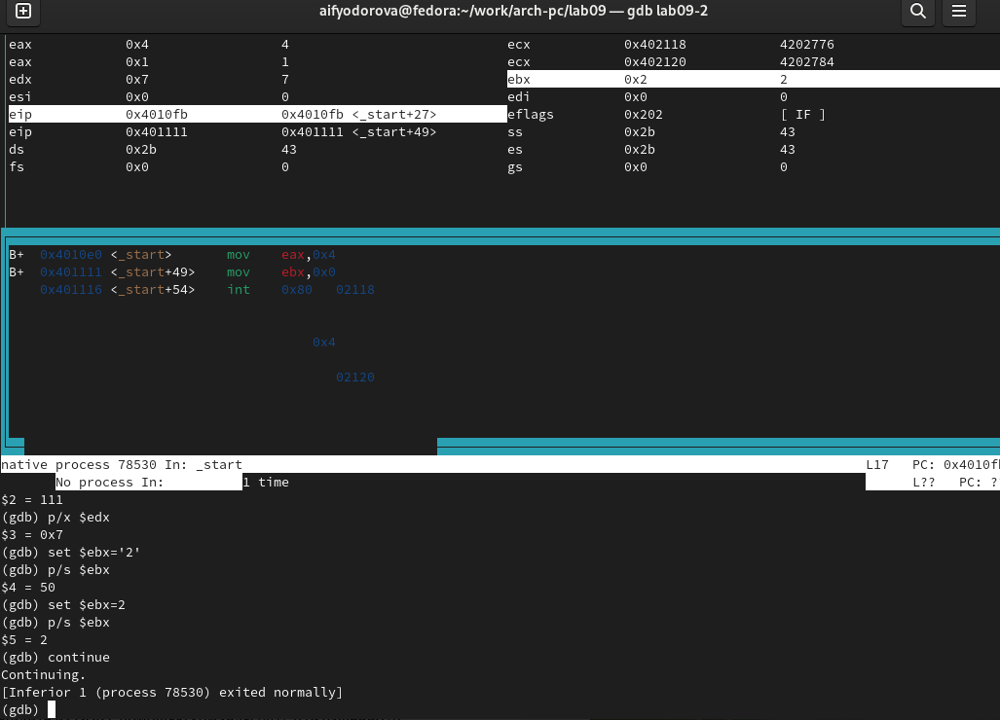 aifyodorova@fedora:~/work/arch-pc/lab09 — gdb lab09-2
eax 0x4 4 ecx 0x402118 4202776
eax 0x1 1 ecx 0x402120 4202784
edx 0x7 7 ebx 0x2 2
esi 0x0 0 edi 0x0 0
eip 0x4010fb 0x4010fb <_start+27> eflags 0x202 [ IF ]
eip 0x401111 0x401111 <_start+49> ss 0x2b 43
ds 0x2b 43 es 0x2b 43
fs 0x0 0 gs 0x0 0
B+ 0x4010e0 <_start> mov eax,0x4
B+ 0x401111 <_start+49> mov ebx,0x0
0x401116 <_start+54> int 0x80 02118
0x4
02120
native process 78530 In: _start L17 PC: 0x4010f
No process In: 1 time L?? PC: ?
$2 = 111
(gdb) p/x $edx
$3 = 0x7
(gdb) set $ebx='2'
(gdb) p/s $ebx
$4 = 50
(gdb) set $ebx=2
(gdb) p/s $ebx
$5 = 2
(gdb) continue
Continuing.
[Inferior 1 (process 78530) exited normally]
(gdb)